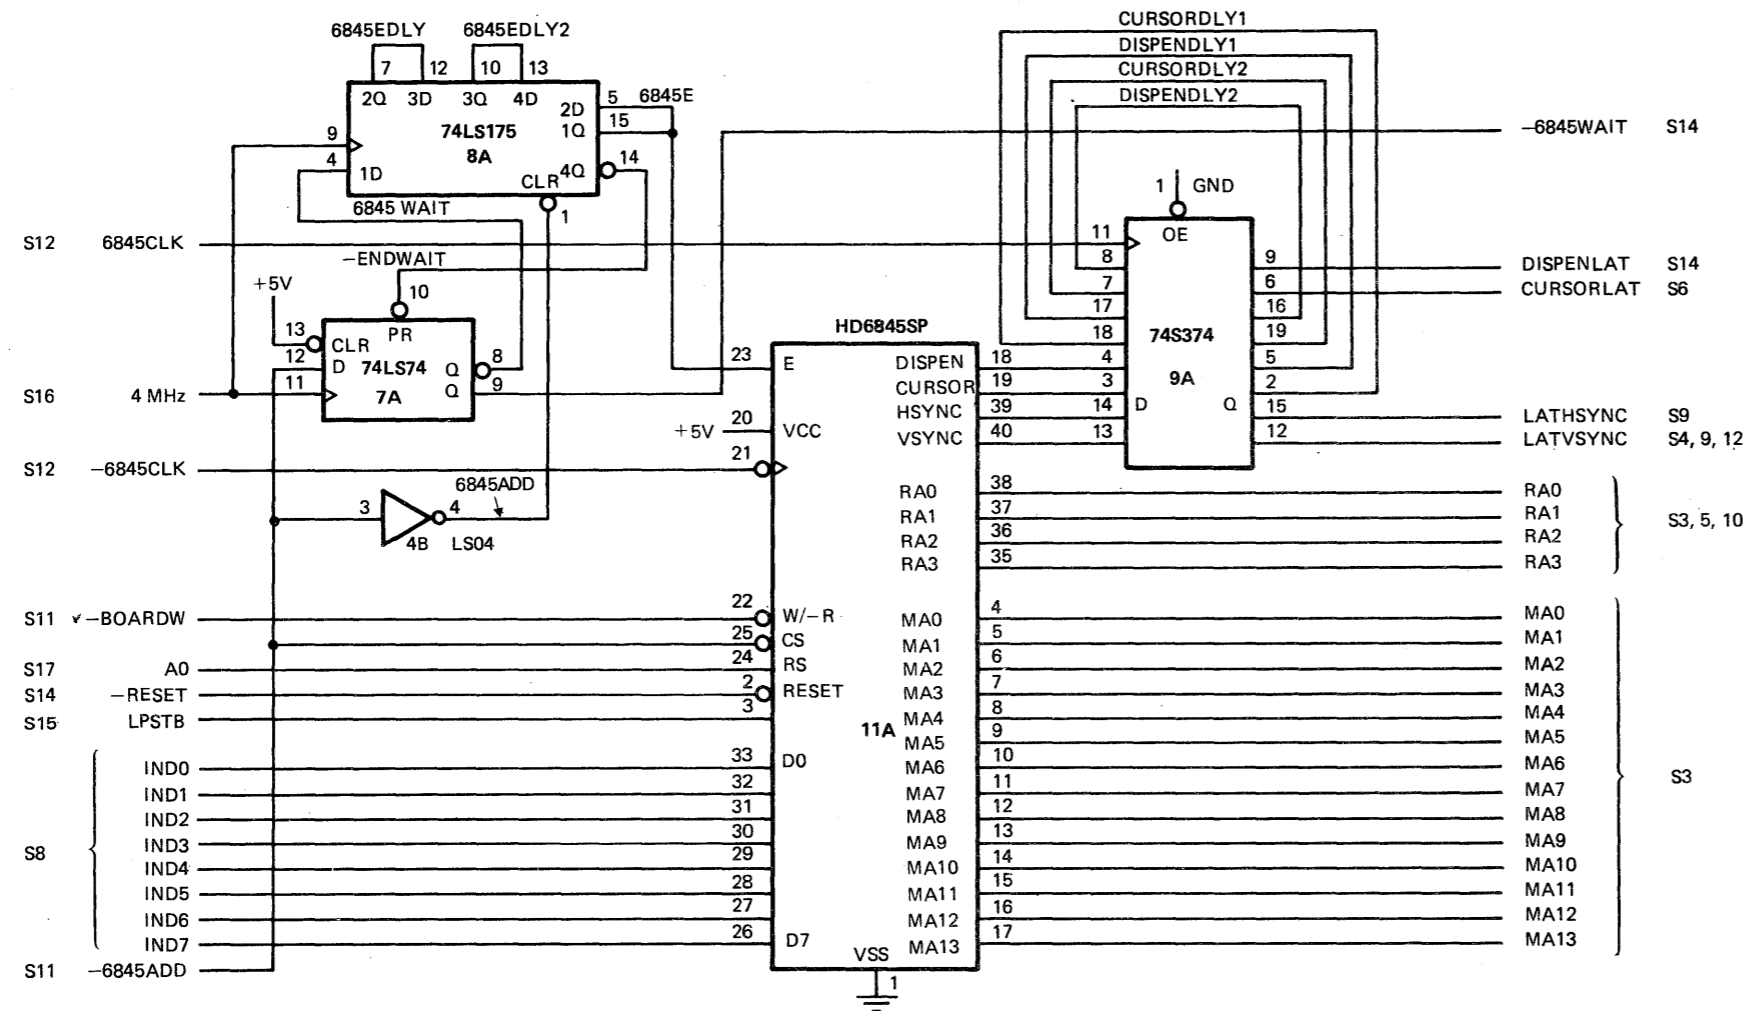 CURSORDLY1
6845EDLY 6845EDLY2
DISPENDLY1
7 12 10 13
CURSORDLY2
2Q 3D 3Q 4D
5 6845E
DISPENDLY2
2D
74LS175
15
1Q
9
–6845WAIT S14
8A
4
14
1D
4Q
CLR
1 GND
6845 WAIT
1
S12 6845CLK
11
OE
–ENDWAIT
8
9
DISPENLAT S14
+5V
7
6
CURSORLAT S6
10
17
16
13
PR
HD6845SP
18
74S374
19
CLR
12
74LS74
8
23
18
4
5
D
Q
E
DISPEN
9A
11
9
19
3
2
S16 4 MHz
7A
Q
CURSOR
39
14
D
Q
15
LATHSYNC S9
20
HSYNC
+5V
VCC
40
13
12
LATVSYNC S4, 9, 12
VSYNC
21
S12 –6845CLK
6845ADD
38
RA0
RA0
3
4
37
RA1
RA1
S3, 5, 10
4B LS04
36
RA2
RA2
35
RA3
RA3
22
4
S11 –BOARDW
W/–R
MA0
MA0
25
5
CS
MA1
MA1
24
6
S17 A0
RS
MA2
MA2
2
7
S14 –RESET
RESET
MA3
MA3
3
8
S15 LPSTB
11A
MA4
MA4
9
MA5
MA5
33
10
IND0
D0
MA6
MA6
S3
32
11
IND1
MA7
MA7
31
12
IND2
MA8
MA8
30
13
S8
IND3
MA9
MA9
29
14
IND4
MA10
MA10
28
15
IND5
MA11
MA11
27
16
IND6
MA12
MA12
26
17
IND7
D7
MA13
MA13
VSS
S11 –6845ADD
1